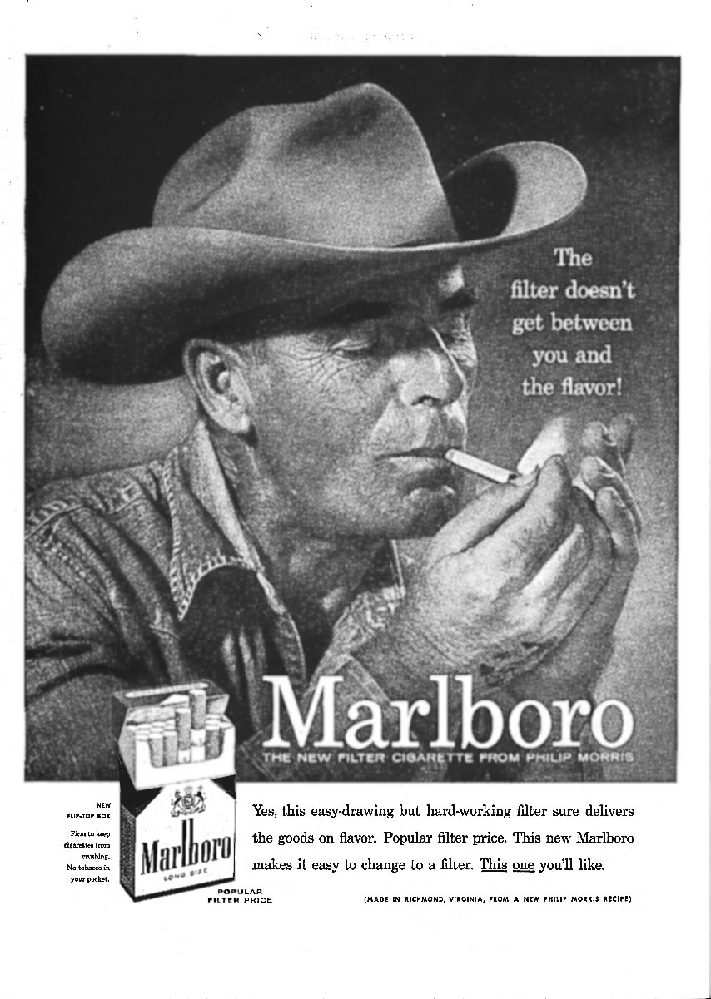 The
filter doesn't
get between
you and
the flavor!
Marlboro
THE NEW FILTER CIGARETTE FROM PHILIP MORRIS
NEW
FLIP-TOP BOX
Firm to keep
cigarettes from
crushing.
No tobacco in
your pocket.
Marlboro
LONG SIZE
POPULAR
FILTER PRICE
Yes, this easy-drawing but hard-working filter sure delivers
the goods on flavor. Popular filter price. This new Marlboro
makes it easy to change to a filter. This one you'll like.
(MADE IN RICHMOND, VIRGINIA, FROM A NEW PHILIP MORRIS RECIPE)